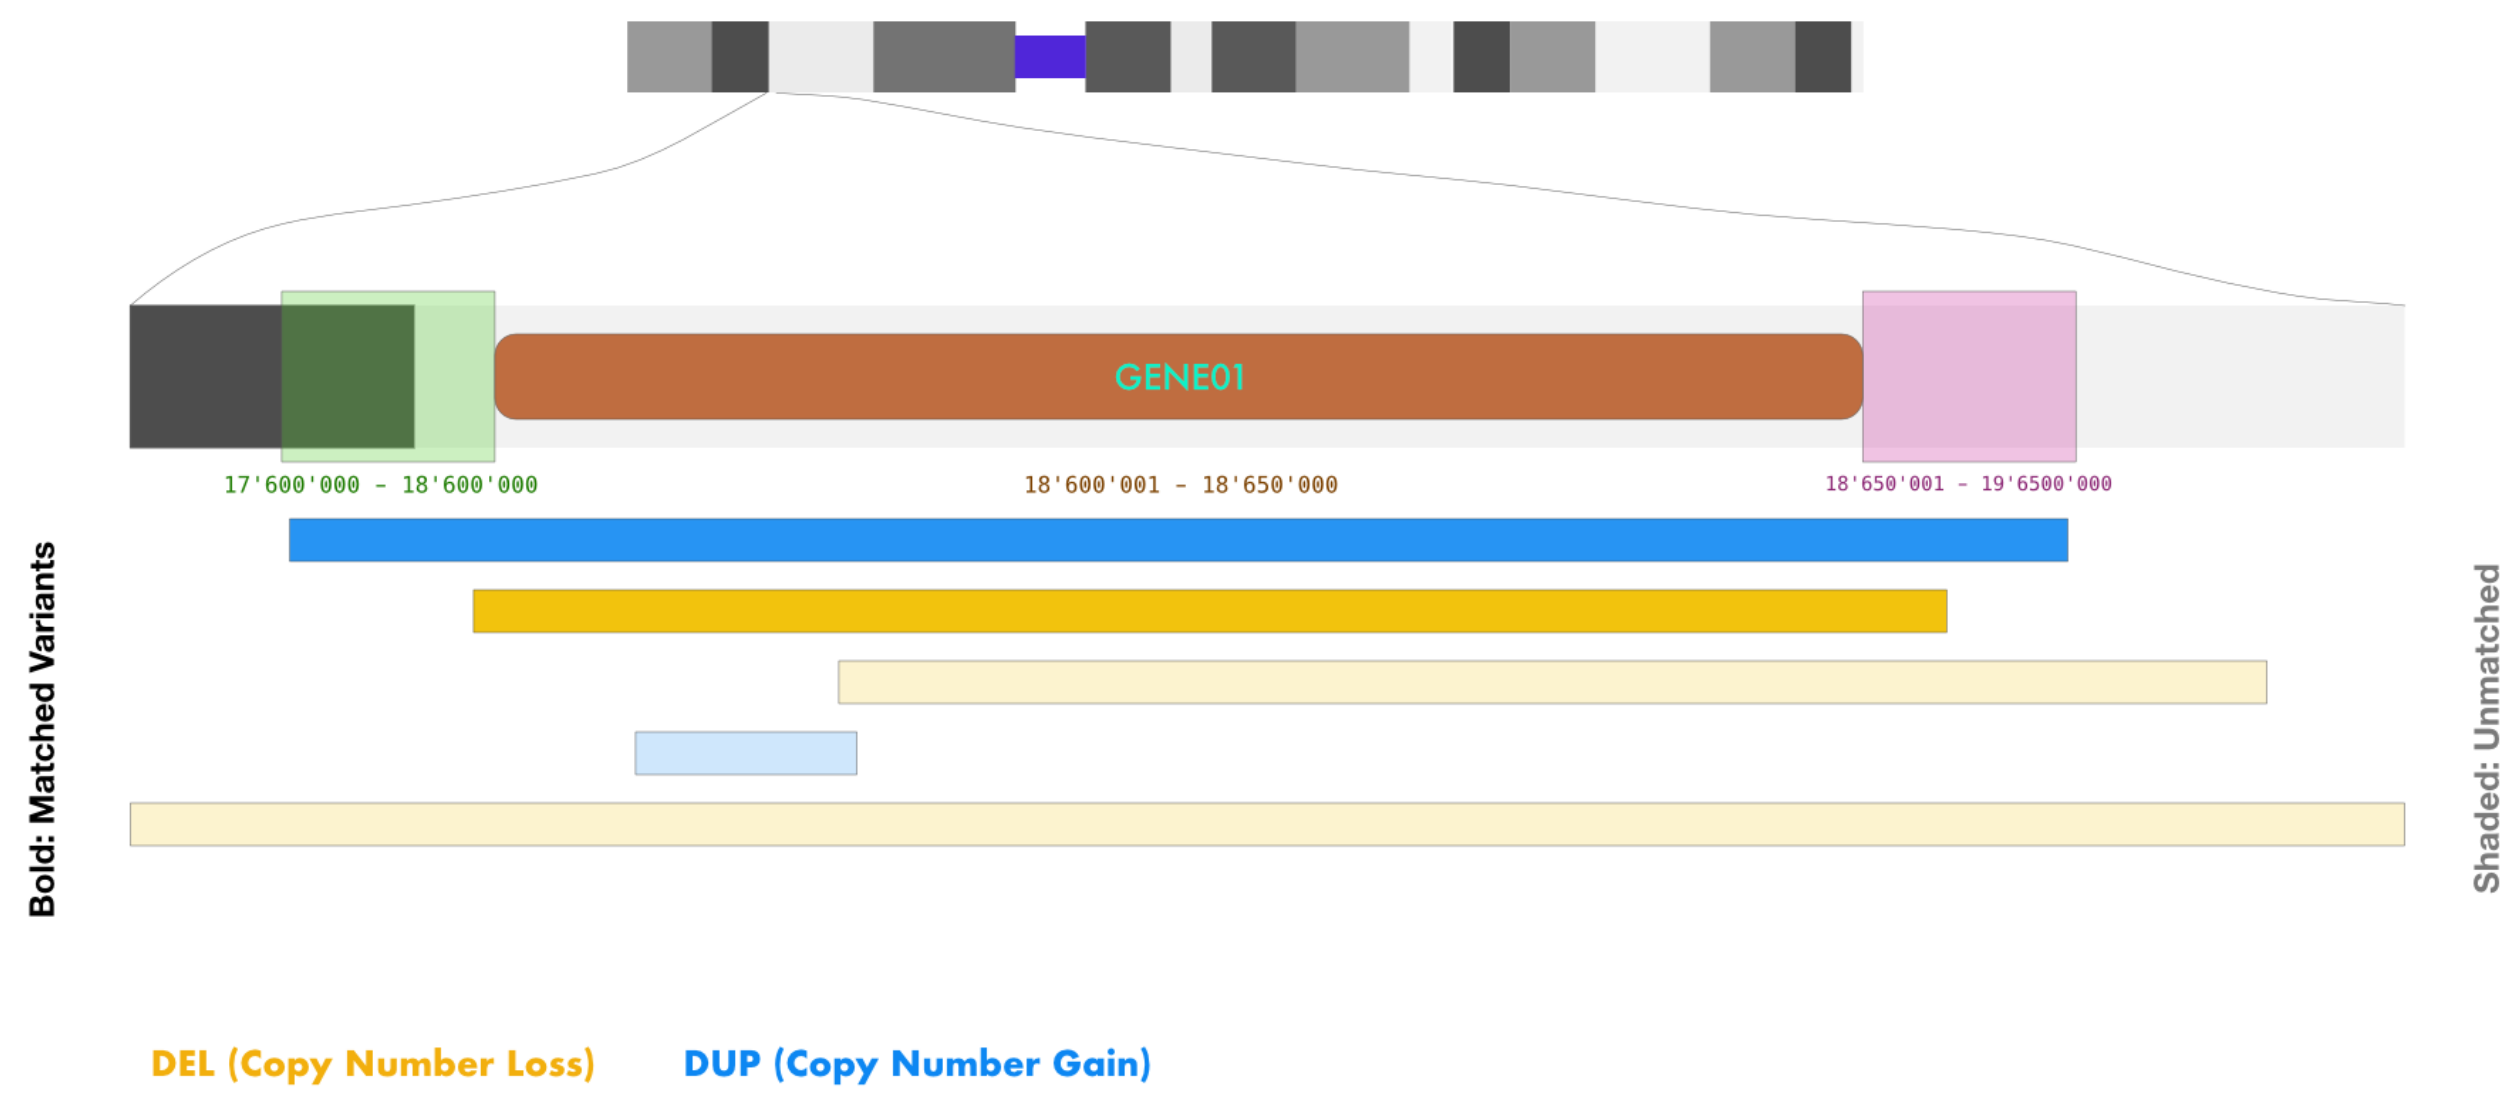 GENE01
17'600'000 - 18'600'000
18'600'001 - 18'650'000
18'650'001 - 19'6500'000
Bold: Matched Variants
Shaded: Unmatched
DEL (Copy Number Loss)
DUP (Copy Number Gain)